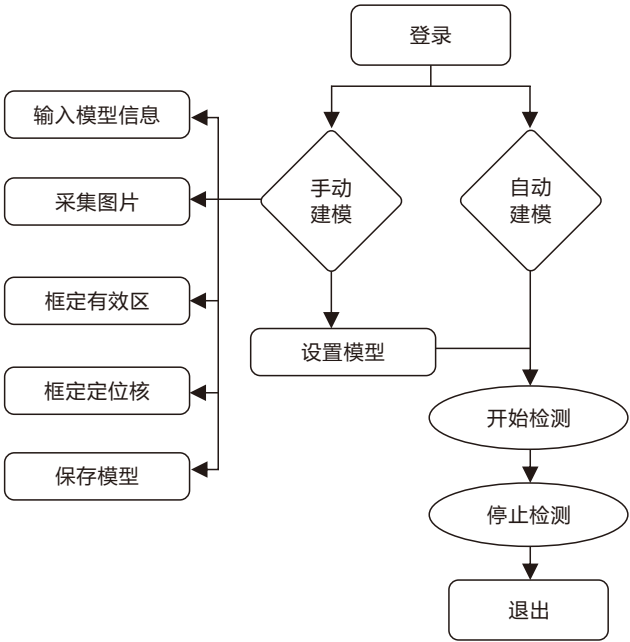 登录
输入模型信息
手动
建模
自动
建模
采集图片
框定有效区
设置模型
框定定位核
开始检测
保存模型
停止检测
退出